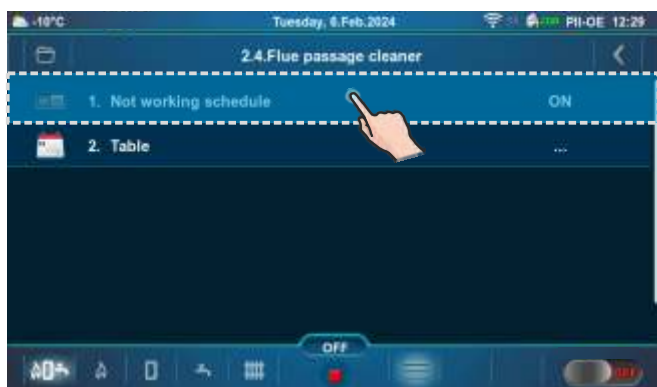 -10°C Tuesday, 6.Feb.2024 PII-OE 12:29
2.4.Flue passage cleaner
1. Not working schedule ON
2. Table ...
OFF
OFF